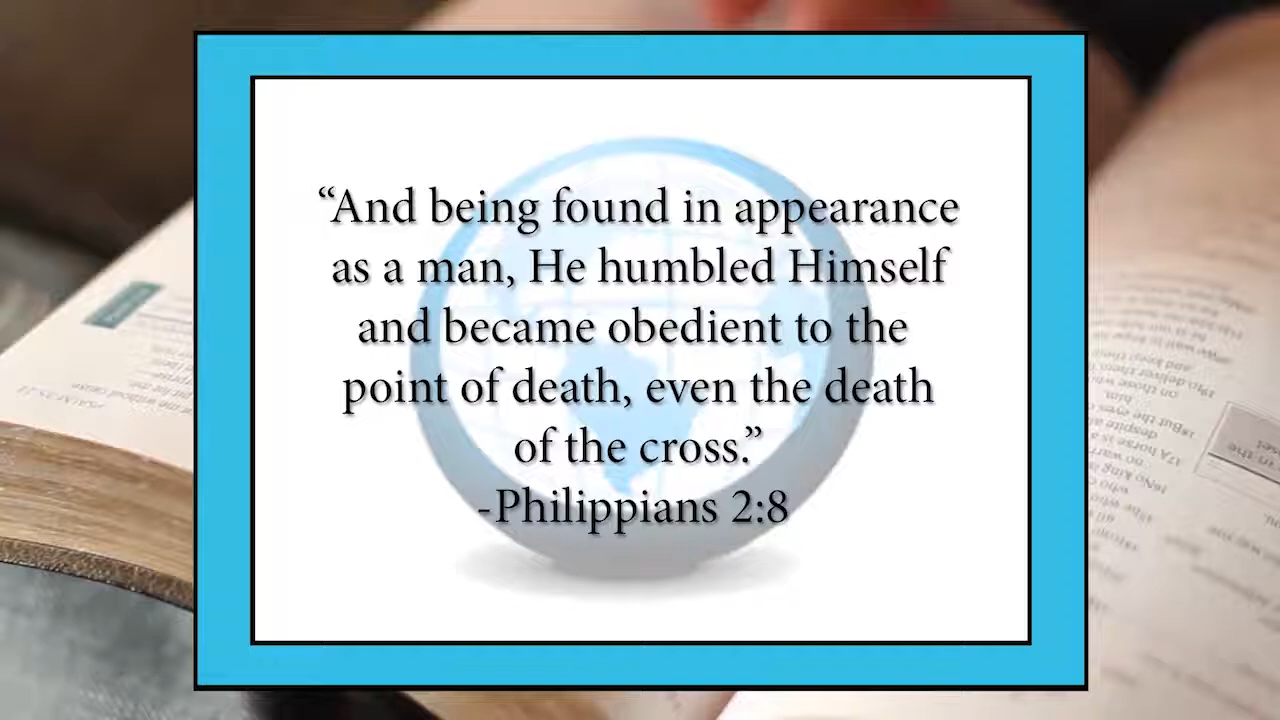 “And being found in appearance
as a man, He humbled Himself
and became obedient to the
point of death, even the death
of the cross.”
-Philippians 2:8